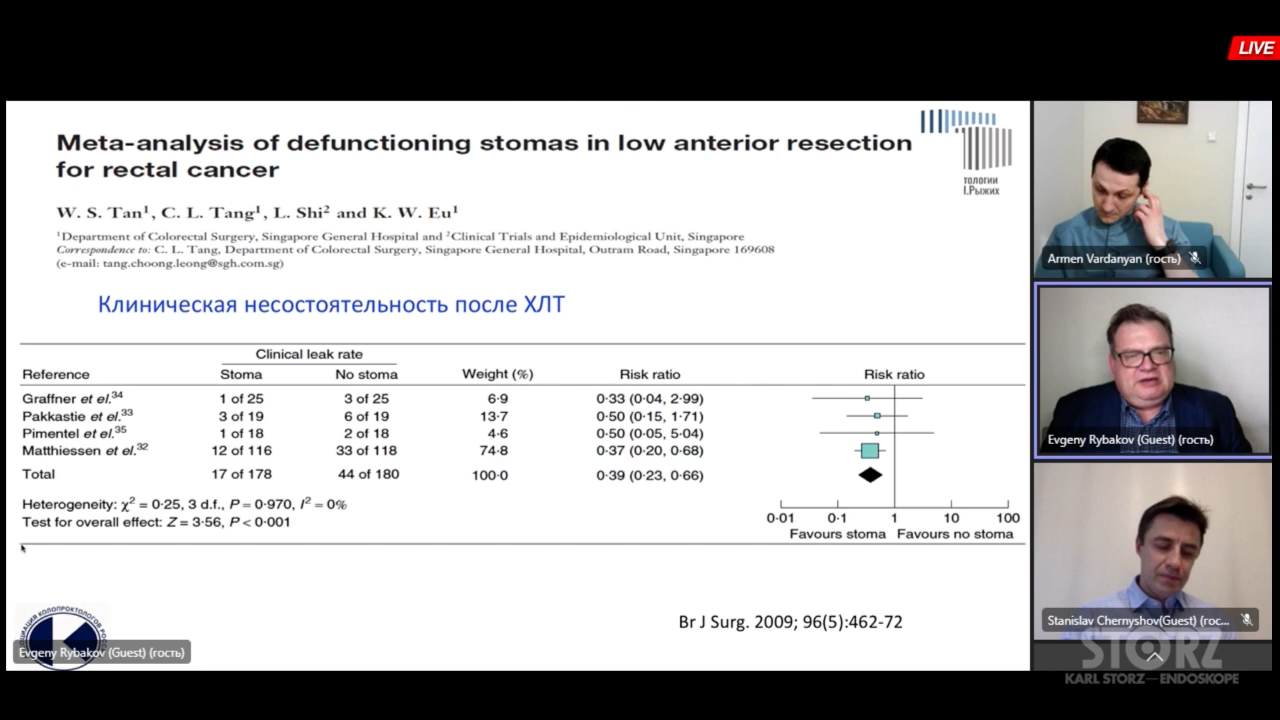 LIVE
Meta-analysis of defunctioning stomas in low anterior resection
for rectal cancer
тологии
І.Рыжих
W. S. Tan¹, C. L. Tang¹, L. Shi² and K. W. Eu¹
¹Department of Colorectal Surgery, Singapore General Hospital and ²Clinical Trials and Epidemiological Unit, Singapore
Correspondence to: C. L. Tang, Department of Colorectal Surgery, Singapore General Hospital, Outram Road, Singapore 169608
(e-mail: tang.choong.leong@sgh.com.sg)
Клиническая несостоятельность после ХЛТ
Clinical leak rate
Reference Stoma No stoma Weight (%) Risk ratio Risk ratio
Graffner et al.³⁴ 1 of 25 3 of 25 6·9 0·33 (0·04, 2·99)
Pakkastie et al.³³ 3 of 19 6 of 19 13·7 0·50 (0·15, 1·71)
Pimentel et al.³⁵ 1 of 18 2 of 18 4·6 0·50 (0·05, 5·04)
Matthiessen et al.³² 12 of 116 33 of 118 74·8 0·37 (0·20, 0·68)
Total 17 of 178 44 of 180 100·0 0·39 (0·23, 0·66)
Heterogeneity: χ² = 0·25, 3 d.f., P = 0·970, I² = 0%
Test for overall effect: Z = 3·56, P < 0·001
0·01 0·1 1 10 100
Favours stoma Favours no stoma
Br J Surg. 2009; 96(5):462-72
Evgeny Rybakov (Guest) (гость)
Armen Vardanyan (гость)
Evgeny Rybakov (Guest) (гость)
Stanislav Chernyshov(Guest) (гос...
STORZ
KARL STORZ—ENDOSKOPE